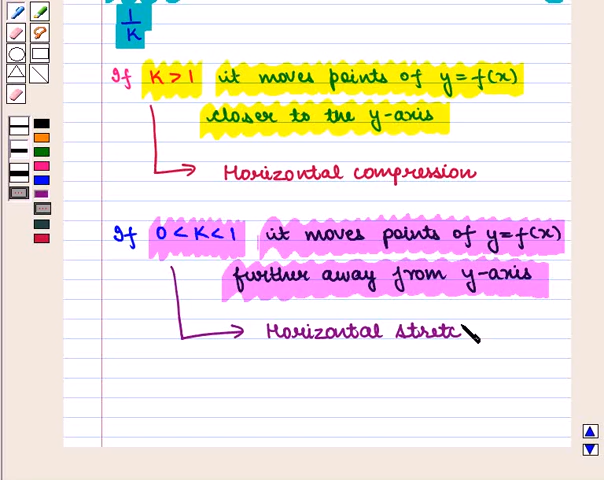 1/K
If K > 1 it moves points of y = f(x)
closer to the y-axis
Horizontal compression
If 0 < K < 1 it moves points of y = f(x)
further away from y-axis
Horizontal stretc